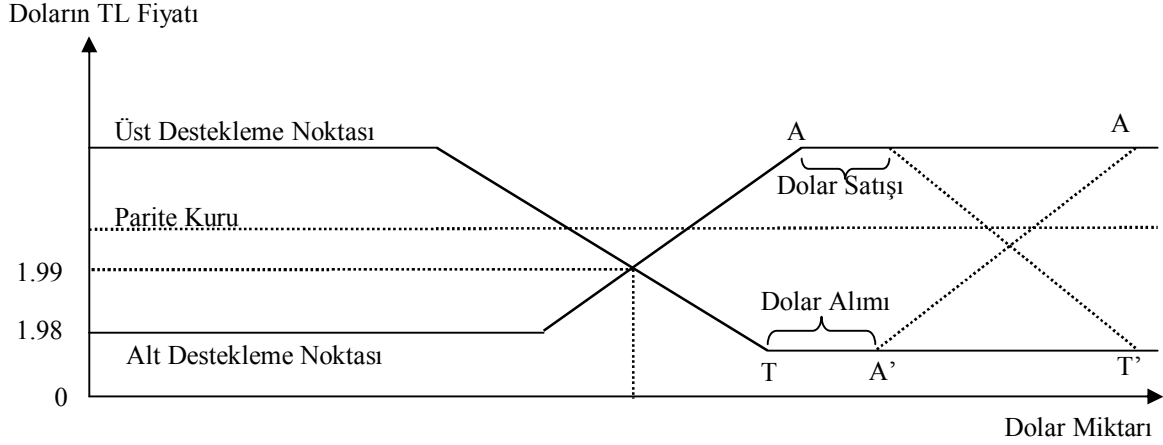 Doların TL Fiyatı
Üst Destekleme Noktası
A
A
Dolar Satışı
Parite Kuru
1.99
Dolar Alımı
1.98
Alt Destekleme Noktası
T
A’
T’
0
Dolar Miktarı